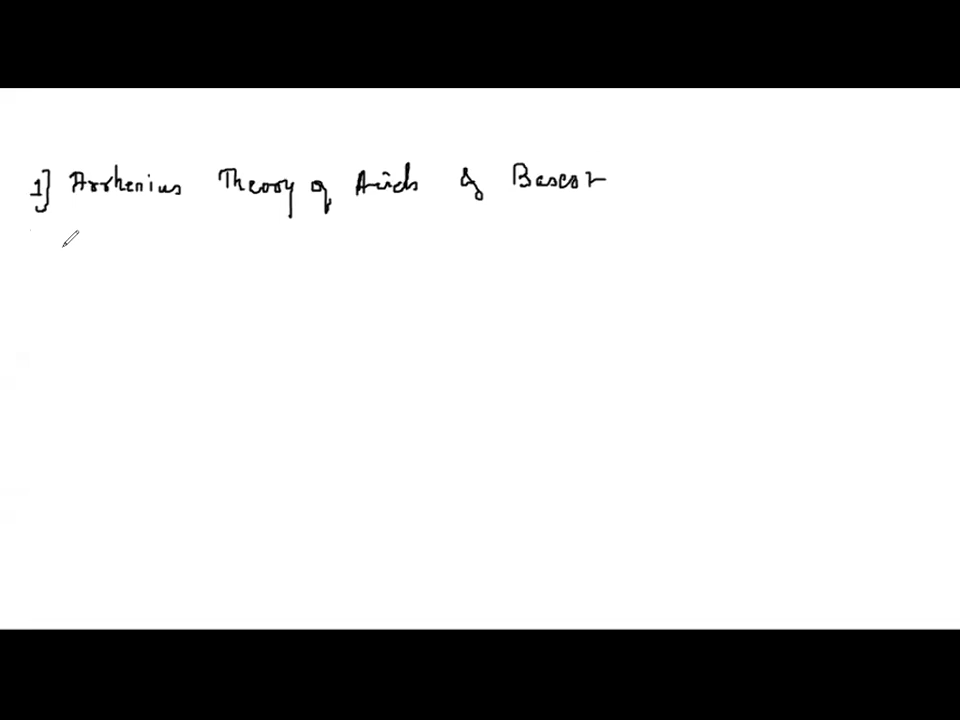 1] Arrhenius Theory of Acids & Bases :-